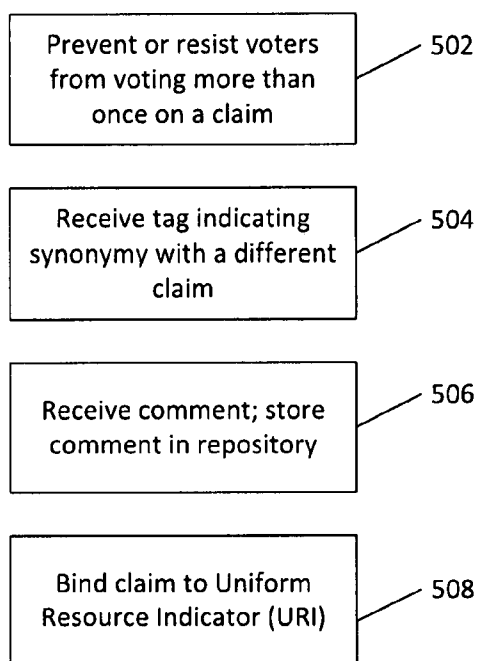 Prevent or resist voters
from voting more than
once on a claim
502
Receive tag indicating
synonymy with a different
claim
504
Receive comment; store
comment in repository
506
Bind claim to Uniform
Resource Indicator (URI)
508